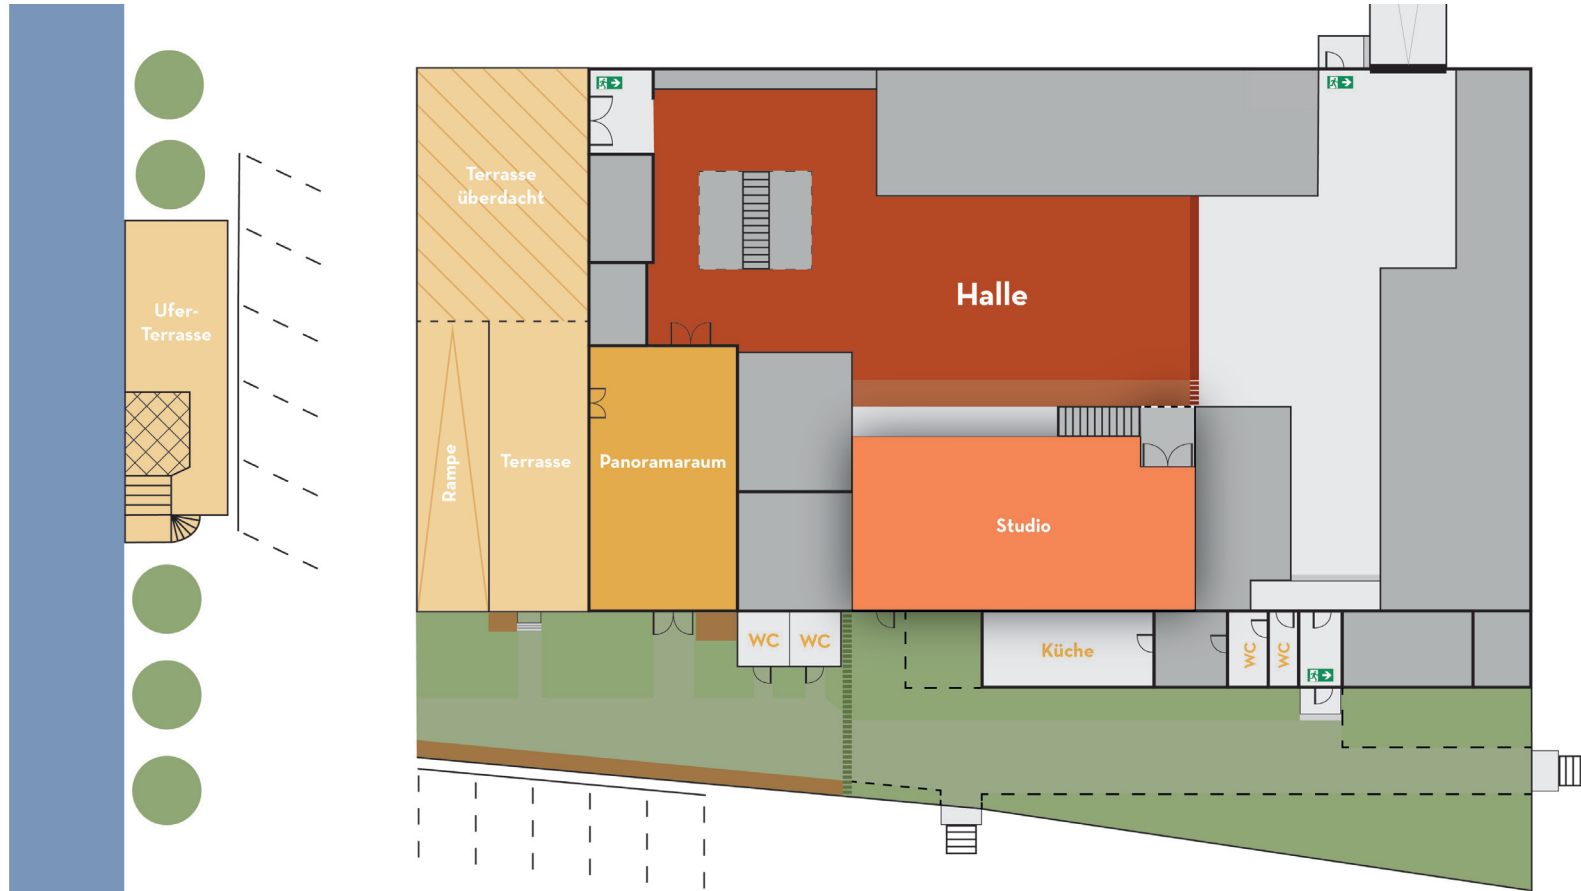 Terrasse
überdacht
Ufer-
Terrasse
Halle
Rampe
Terrasse
Panoramaraum
Studio
WC
WC
Küche
WC
WC